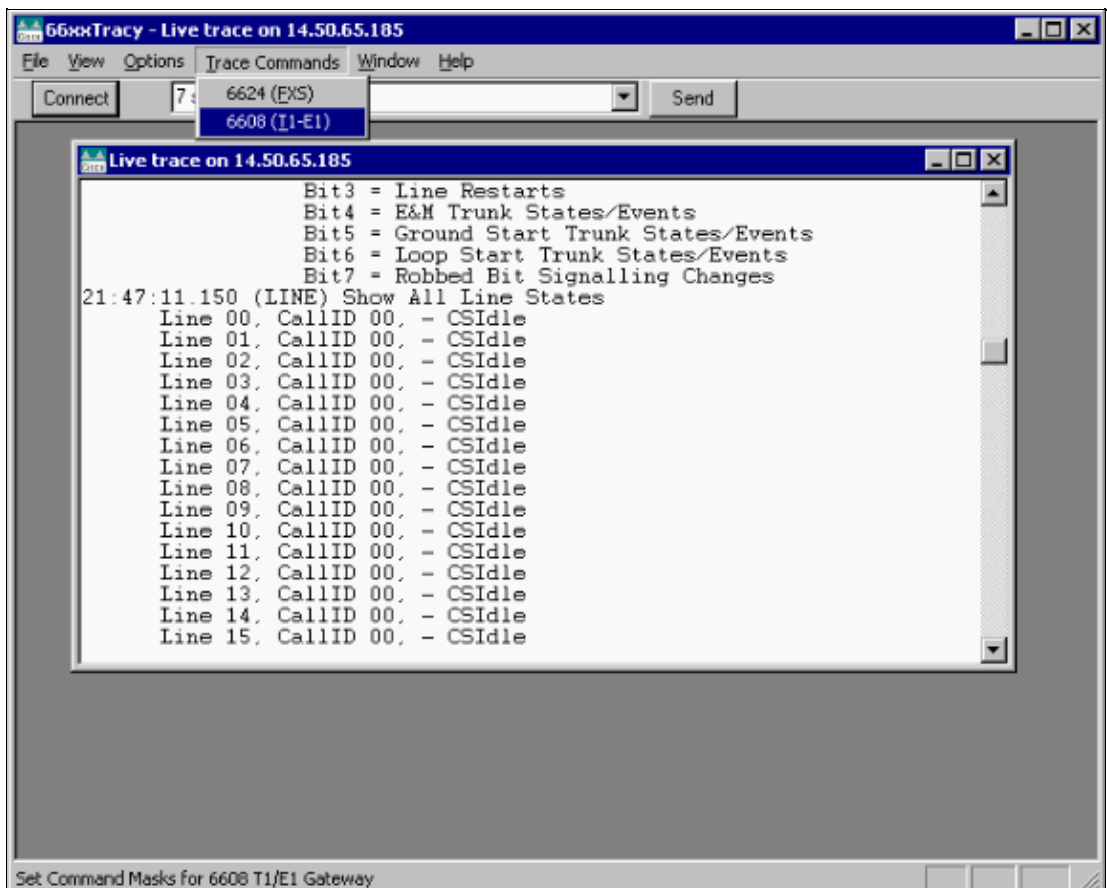 66xxTracy - Live trace on 14.50.65.185
File View Options Trace Commands Window Help
Connect 7 Send
6624 (FXS)
6608 (T1-E1)
Live trace on 14.50.65.185
Bit3 = Line Restarts
Bit4 = E&M Trunk States/Events
Bit5 = Ground Start Trunk States/Events
Bit6 = Loop Start Trunk States/Events
Bit7 = Robbed Bit Signalling Changes
21:47:11.150 (LINE) Show All Line States
Line 00, CallID 00, - CSIdle
Line 01, CallID 00, - CSIdle
Line 02, CallID 00, - CSIdle
Line 03, CallID 00, - CSIdle
Line 04, CallID 00, - CSIdle
Line 05, CallID 00, - CSIdle
Line 06, CallID 00, - CSIdle
Line 07, CallID 00, - CSIdle
Line 08, CallID 00, - CSIdle
Line 09, CallID 00, - CSIdle
Line 10, CallID 00, - CSIdle
Line 11, CallID 00, - CSIdle
Line 12, CallID 00, - CSIdle
Line 13, CallID 00, - CSIdle
Line 14, CallID 00, - CSIdle
Line 15, CallID 00, - CSIdle
Set Command Masks for 6608 T1/E1 Gateway